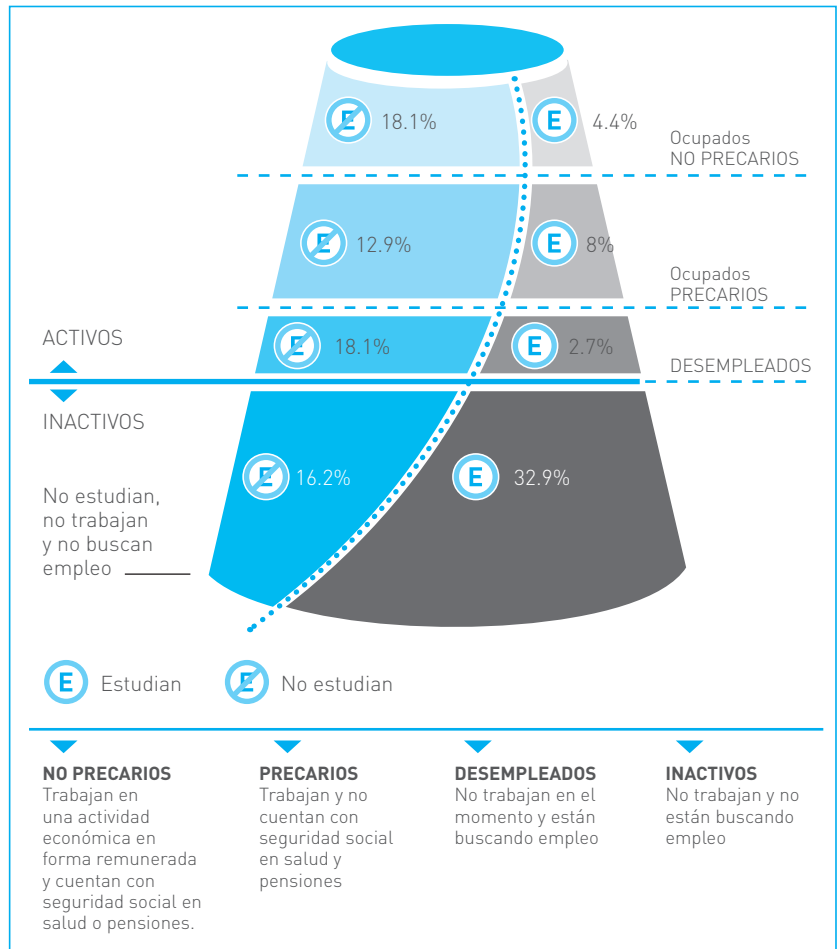 E 18.1%
E 4.4%
Ocupados
NO PRECARIOS
E 12.9%
E 8%
Ocupados
PRECARIOS
ACTIVOS
E 18.1%
E 2.7%
DESEMPLEADOS
INACTIVOS
E 16.2%
E 32.9%
No estudian,
no trabajan
y no buscan
empleo
E Estudian
E No estudian
NO PRECARIOS
Trabajan en
una actividad
económica en
forma remunerada
y cuentan con
seguridad social en
salud o pensiones.
PRECARIOS
Trabajan y no
cuentan con
seguridad social
en salud y
pensiones
DESEMPLEADOS
No trabajan en el
momento y están
buscando empleo
INACTIVOS
No trabajan y no
están buscando
empleo